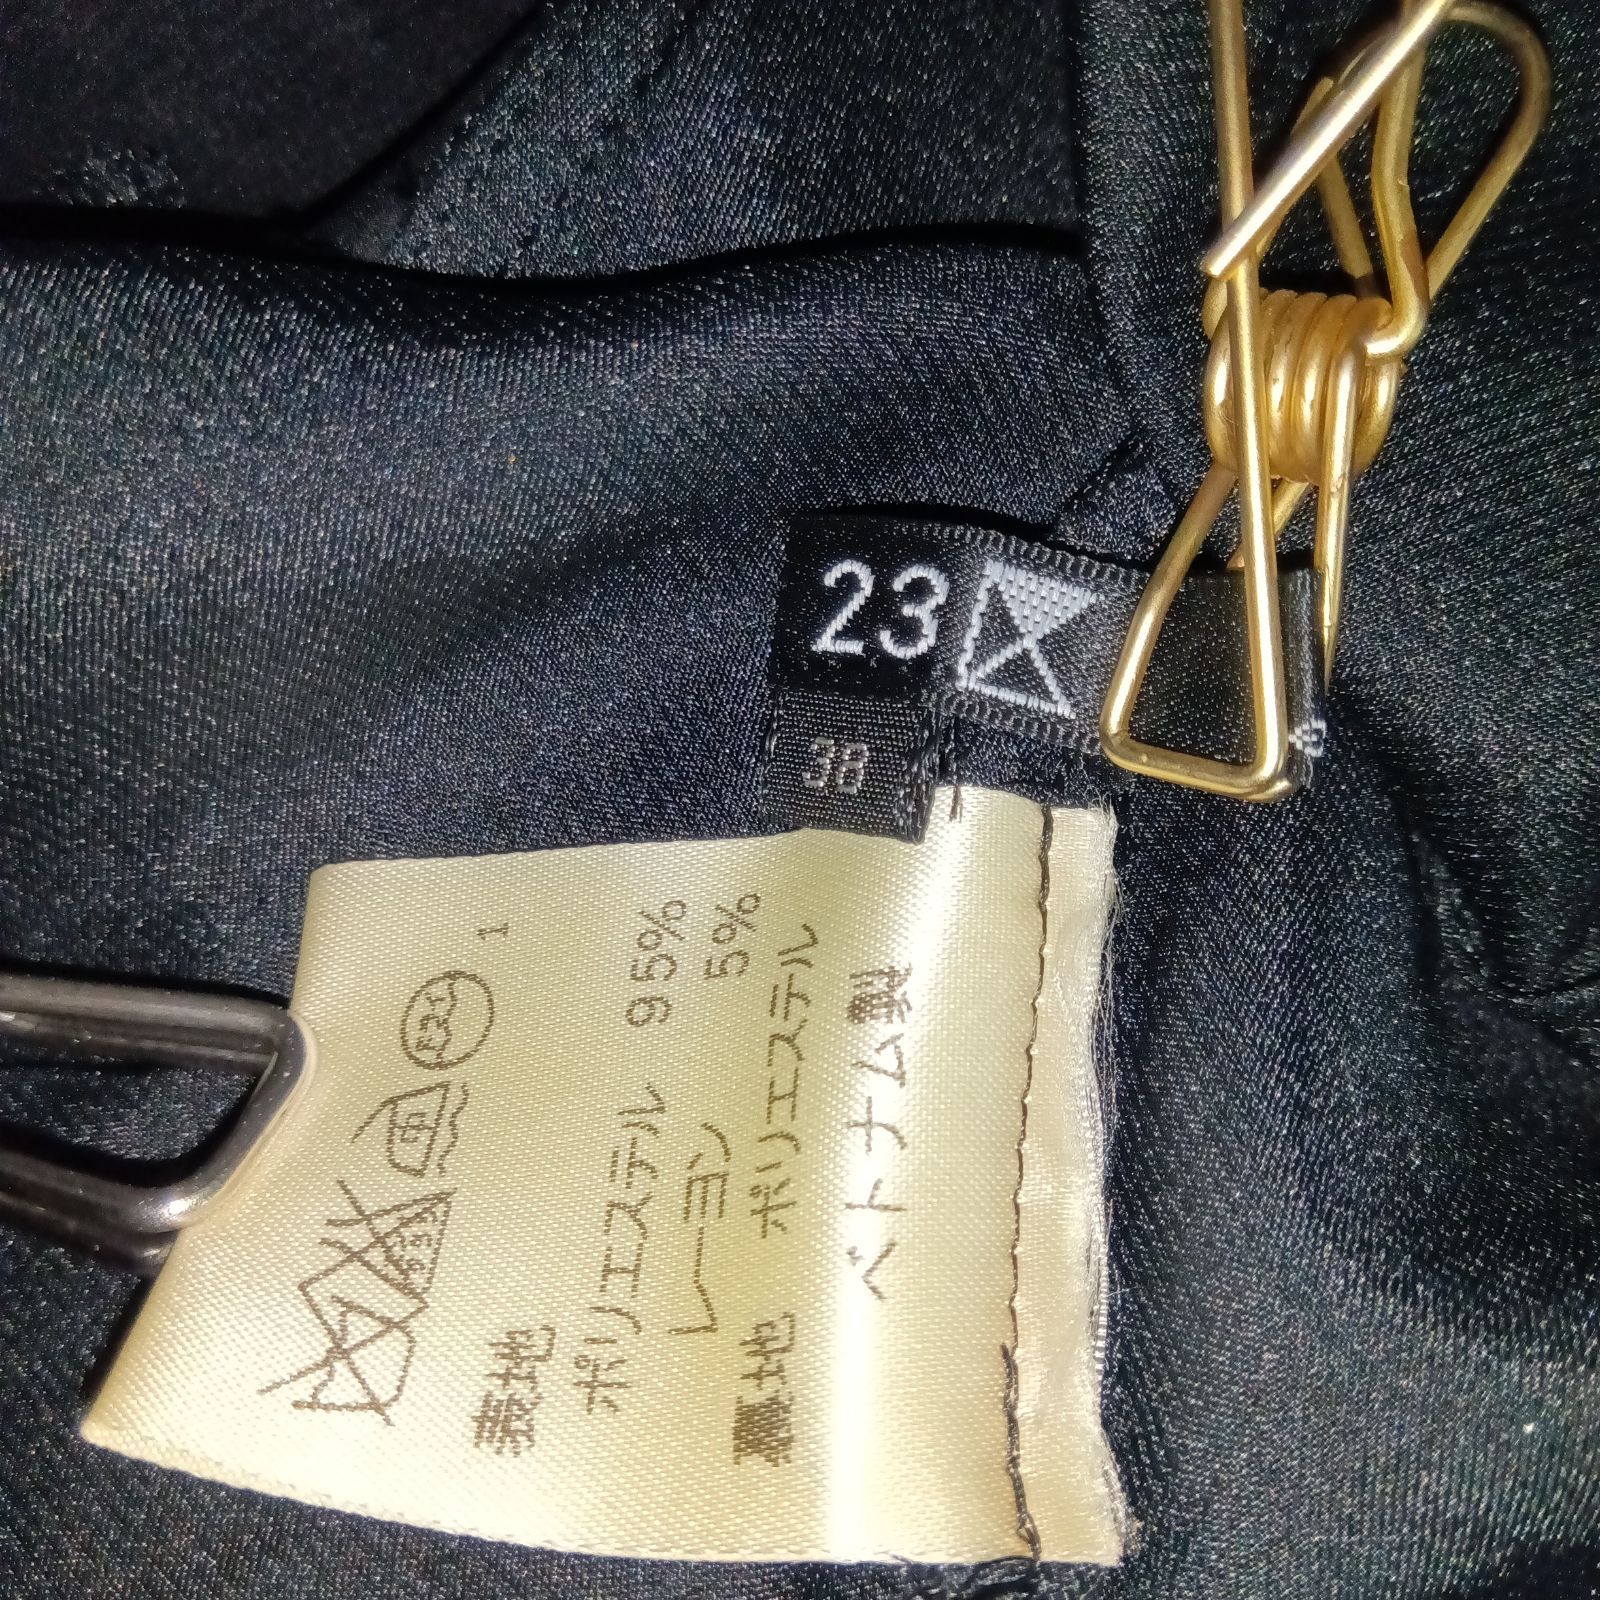 23
38
1
表地
ポリエステル 95%
レーヨン 5%
裏地 ポリエステル
ベトナム製